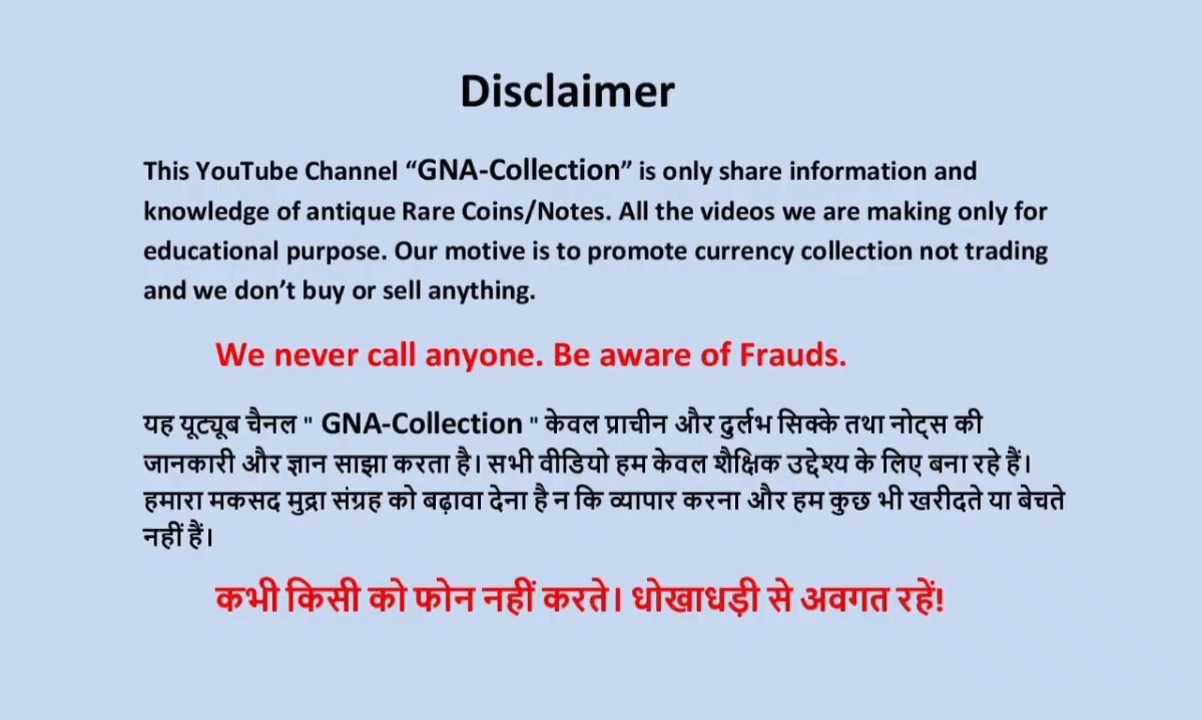 Disclaimer
This YouTube Channel “GNA-Collection” is only share information and
knowledge of antique Rare Coins/Notes. All the videos we are making only for
educational purpose. Our motive is to promote currency collection not trading
and we don’t buy or sell anything.
We never call anyone. Be aware of Frauds.
यह यूट्यूब चैनल " GNA-Collection " केवल प्राचीन और दुर्लभ सिक्के तथा नोट्स की
जानकारी और ज्ञान साझा करता है। सभी वीडियो हम केवल शैक्षिक उद्देश्य के लिए बना रहे हैं।
हमारा मकसद मुद्रा संग्रह को बढ़ावा देना है न कि व्यापार करना और हम कुछ भी खरीदते या बेचते
नहीं हैं।
कभी किसी को फोन नहीं करते। धोखाधड़ी से अवगत रहें!